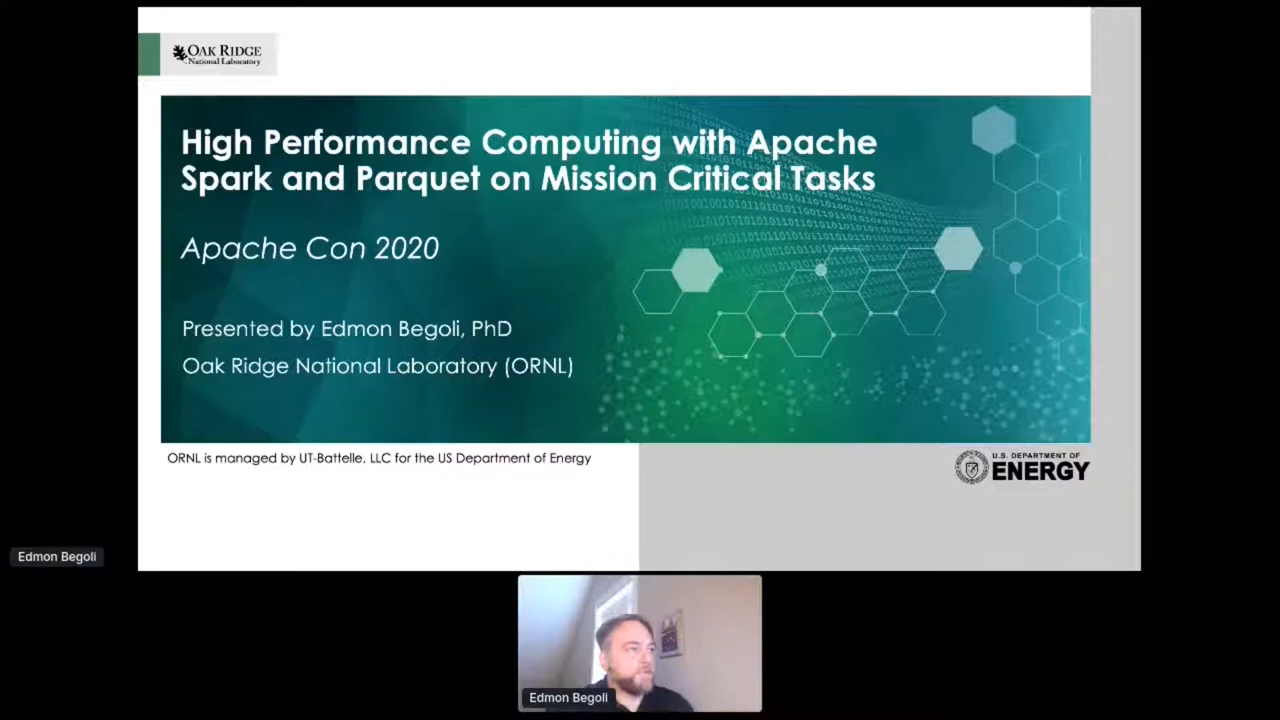 OAK RIDGE
National Laboratory
High Performance Computing with Apache
Spark and Parquet on Mission Critical Tasks
Apache Con 2020
Presented by Edmon Begoli, PhD
Oak Ridge National Laboratory (ORNL)
ORNL is managed by UT-Battelle, LLC for the US Department of Energy
U.S. DEPARTMENT OF
ENERGY
Edmon Begoli
Edmon Begoli